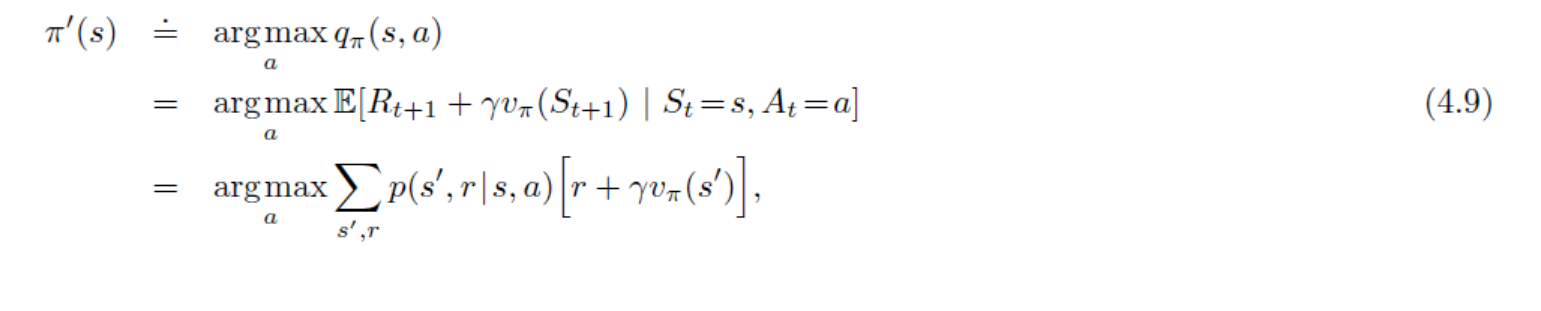 π′(s) ≐ argmax_a q_π(s, a)
= argmax_a 𝔼[R_{t+1} + γv_π(S_{t+1}) | S_t=s, A_t=a] (4.9)
= argmax_a ∑_{s′,r} p(s′, r|s, a)[r + γv_π(s′)],